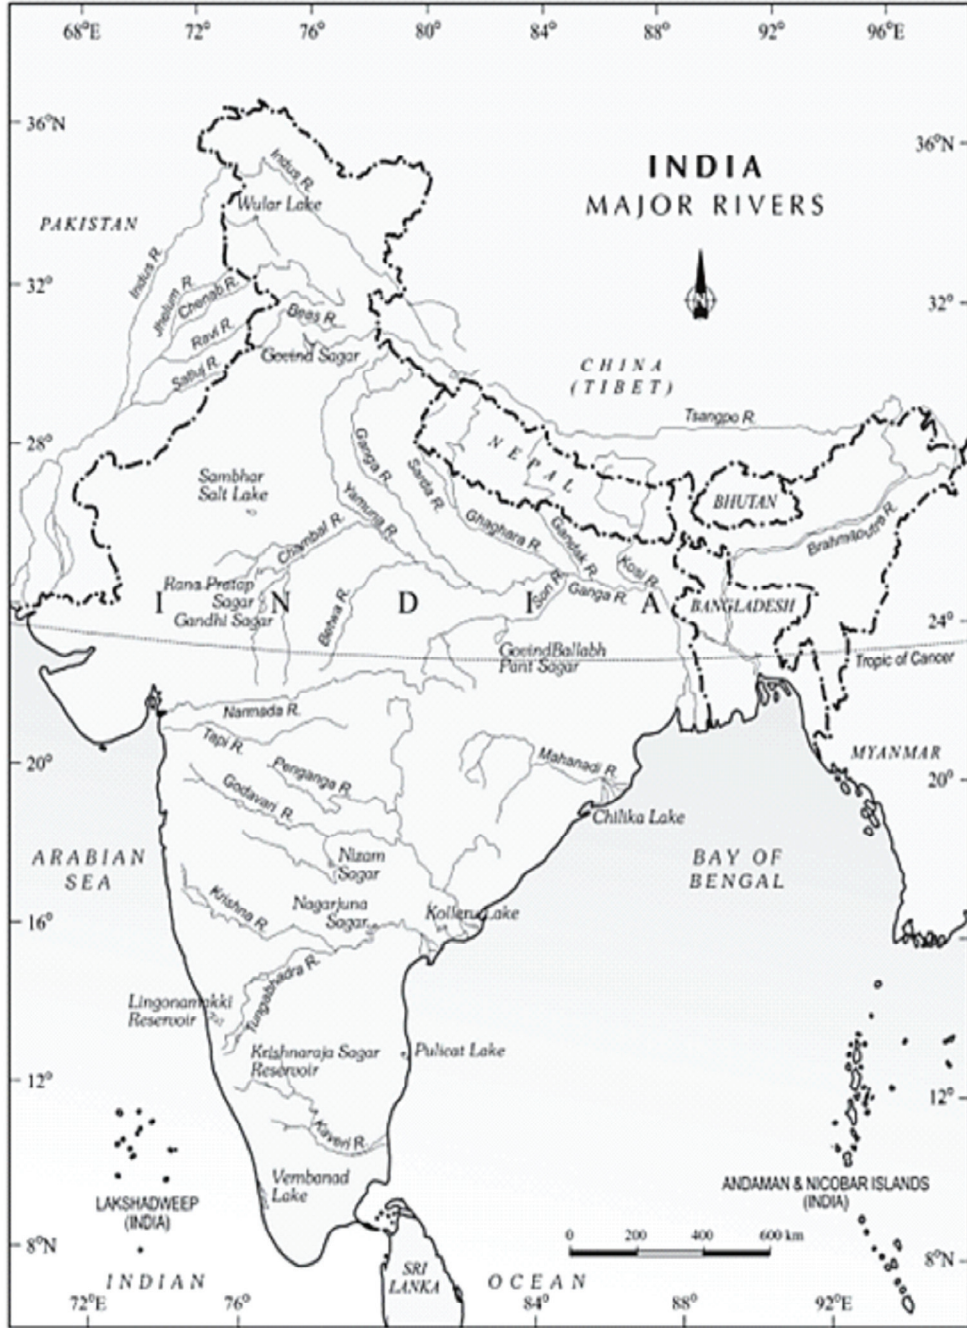 68°E 72° 76° 80° 84° 88° 92° 96°E
36°N
36°N
INDIA
MAJOR RIVERS
Indus R.
Wular Lake
PAKISTAN
Indus R.
32°
32°
Jhelum R.
Chenab R.
Beas R.
Ravi R.
Govind Sagar
Satluj R.
CHINA
(TIBET)
Tsangpo R.
28°
28°
NEPAL
Ganga R.
Sarda R.
Sambhar
Salt Lake
Yamuna R.
BHUTAN
Ghaghara R.
Gandak R.
Brahmaputra R.
Chambal R.
Kosi R.
Rana Pratap
Sagar
Gandhi Sagar
Betwa R.
Son R.
Ganga R.
INDIA
BANGLADESH
24°
24°
Govind Ballabh
Pant Sagar
Tropic of Cancer
Narmada R.
Tapi R.
Penganga R.
Mahanadi R.
MYANMAR
20°
20°
Godavari R.
Chilika Lake
ARABIAN
SEA
Nizam
Sagar
BAY OF
BENGAL
Krishna R.
Nagarjuna
Sagar
Kolleru Lake
16°
Tungabhadra R.
Lingonamakki
Reservoir
Krishnaraja Sagar
Reservoir
Pulicat Lake
12°
12°
Kaveri R.
Vembanad
Lake
LAKSHADWEEP
(INDIA)
ANDAMAN & NICOBAR ISLANDS
(INDIA)
0 200 400 600 km
8°N
8°N
INDIAN OCEAN
SRI
LANKA
72°E 76° 84° 88° 92°E